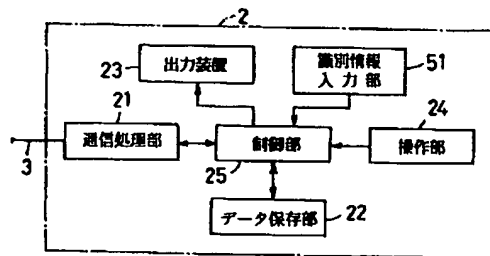 2
23
出力装置
識別情報
入力部
51
21
通信処理部
24
制御部
操作部
3
25
データ保存部
22